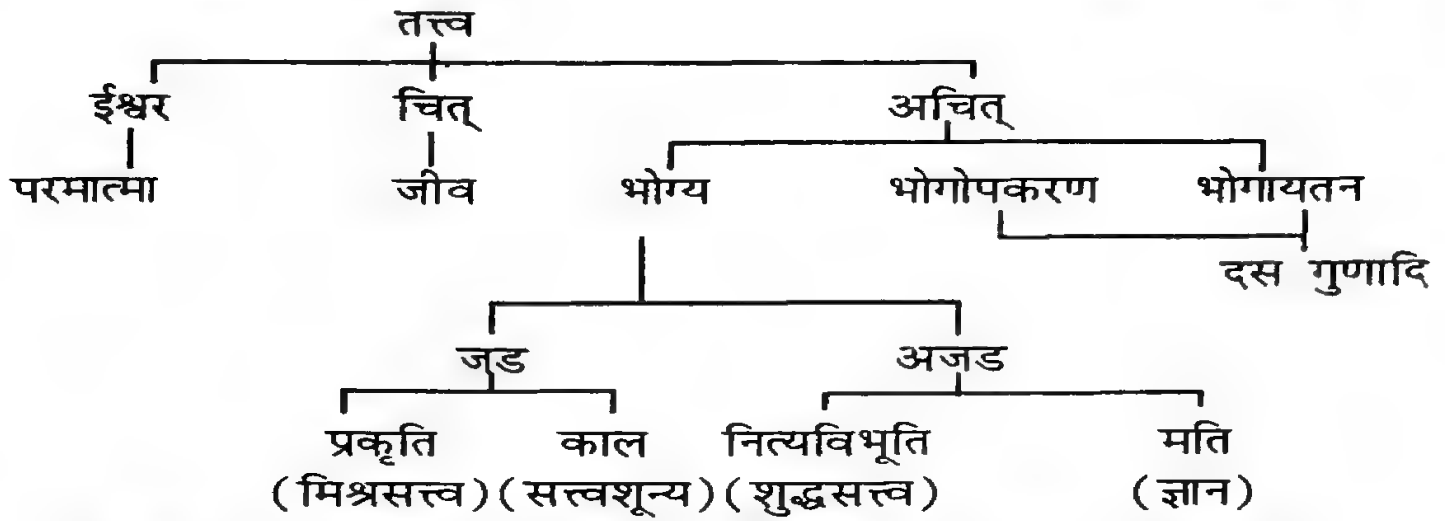 तत्त्व
ईश्वर चित् अचित्
परमात्मा जीव भोग्य भोगोपकरण भोगायतन
दस गुणादि
जड अजड
प्रकृति काल नित्यविभूति मति
(मिश्रसत्त्व) (सत्त्वशून्य) (शुद्धसत्त्व) (ज्ञान)